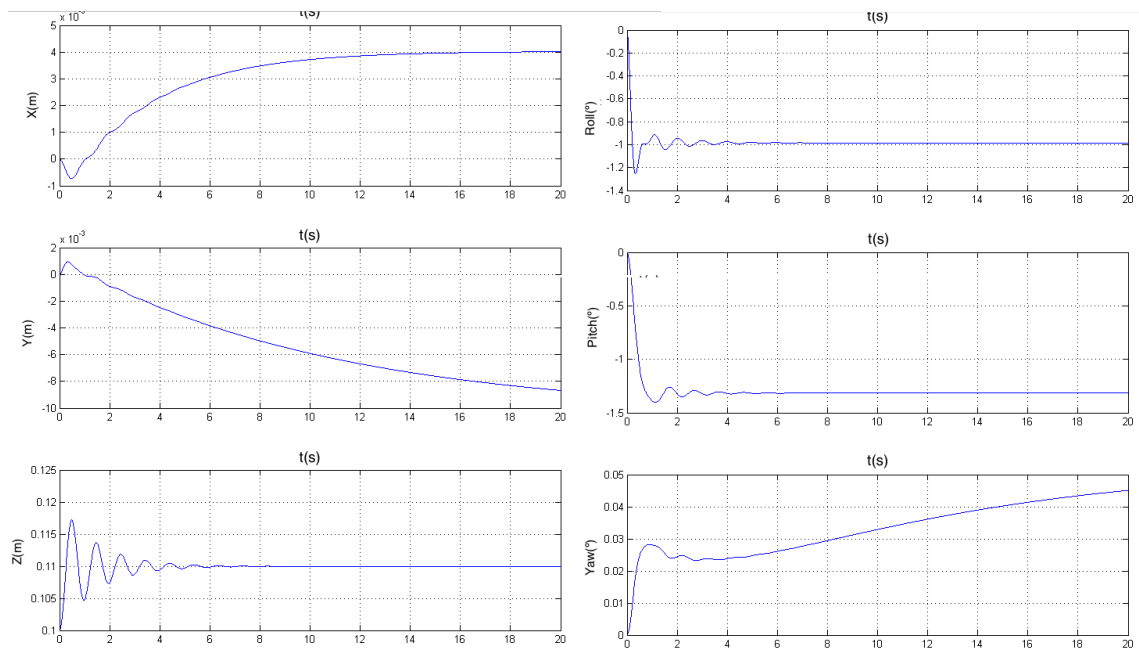 t(s)
x 10
5
4
3
2
1
0
-1
X(m)
0 2 4 6 8 10 12 14 16 18 20
t(s)
x 10⁻³
2
0
-2
-4
-6
-8
-10
Y(m)
0 2 4 6 8 10 12 14 16 18 20
t(s)
0.125
0.12
0.115
0.11
0.105
0.1
Z(m)
0 2 4 6 8 10 12 14 16 18 20
t(s)
0
-0.2
-0.4
-0.6
-0.8
-1
-1.2
-1.4
Roll(º)
0 2 4 6 8 10 12 14 16 18 20
t(s)
0
-0.5
-1
-1.5
Pitch(º)
0 2 4 6 8 10 12 14 16 18 20
t(s)
0.05
0.04
0.03
0.02
0.01
0
Yaw(º)
0 2 4 6 8 10 12 14 16 18 20